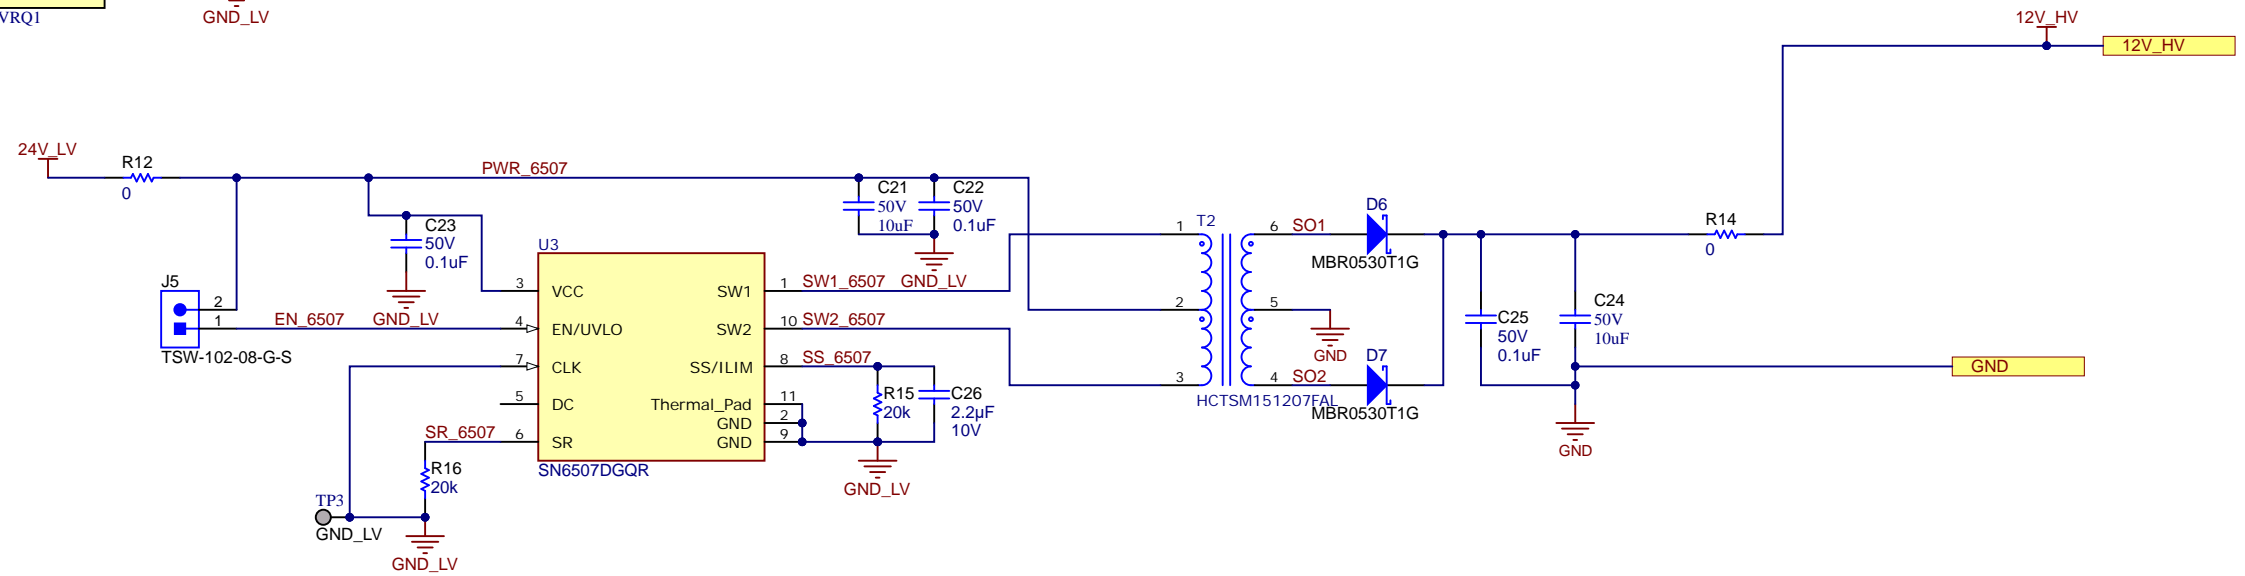 VRQ1
GND_LV
12V_HV
12V_HV
24V_LV
R12
0
PWR_6507
C21
50V
10uF
C22
50V
0.1uF
C23
50V
0.1uF
GND_LV
GND_LV
J5
2
1
TSW-102-08-G-S
EN_6507
U3
3 VCC
4 EN/UVLO
7 CLK
5 DC
6 SR
SW1 1
SW2 10
SS/ILIM 8
Thermal_Pad 11
GND 2
GND 9
SN6507DGQR
SW1_6507
SW2_6507
SS_6507
R15
20k
C26
2.2µF
10V
GND_LV
SR_6507
R16
20k
TP3
GND_LV
GND_LV
T2
1
2
3
6
5
4
HCTSM151207FAL
SO1
SO2
GND
D6
MBR0530T1G
D7
MBR0530T1G
C25
50V
0.1uF
C24
50V
10uF
R14
0
GND
GND